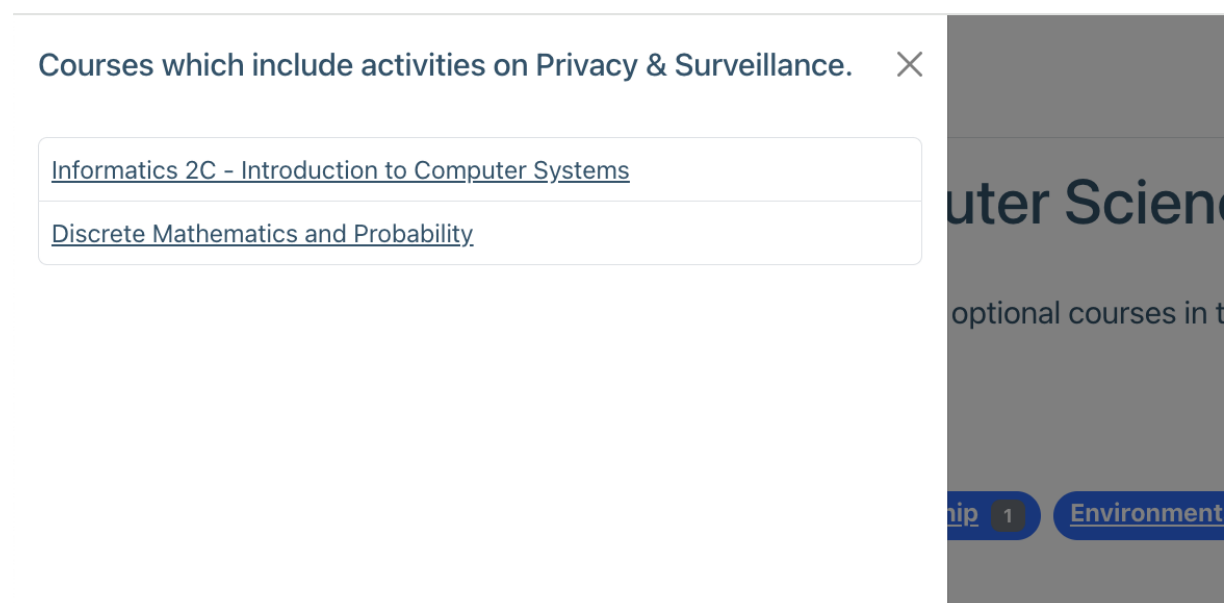 Courses which include activities on Privacy & Surveillance.
Informatics 2C - Introduction to Computer Systems
Discrete Mathematics and Probability
uter Scien
optional courses in t
hip 1
Environment